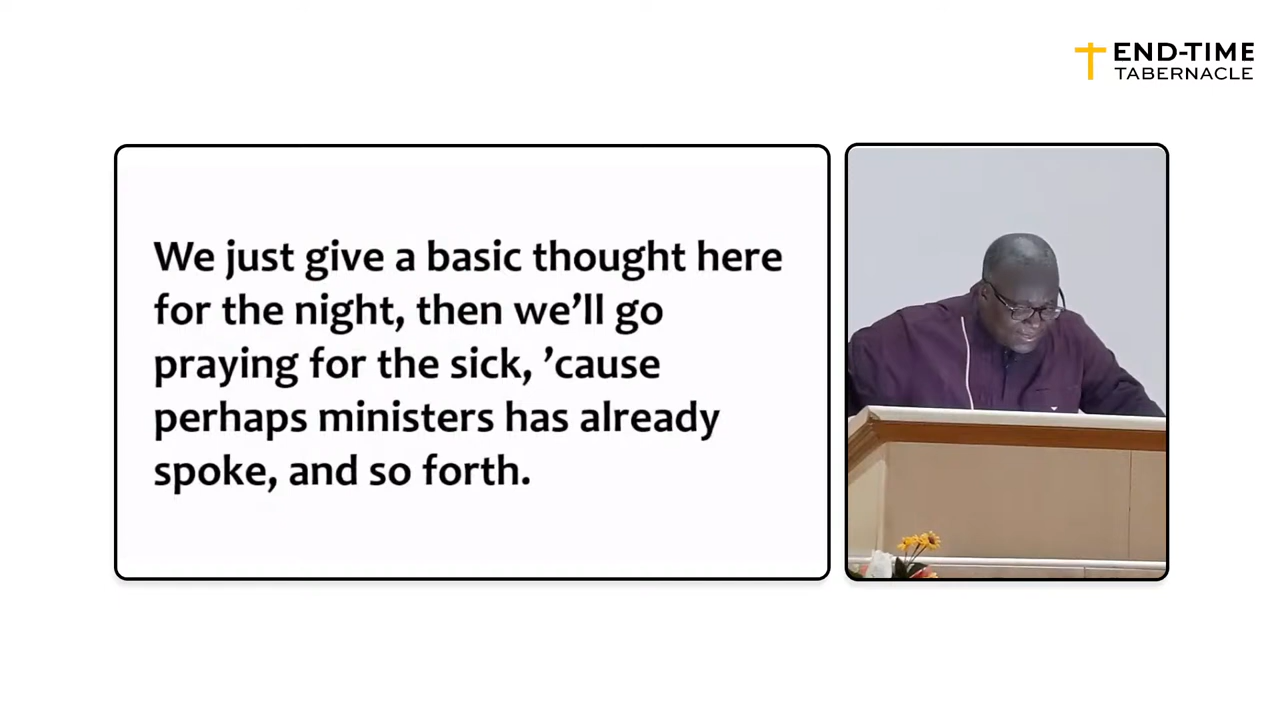 END-TIME
TABERNACLE
We just give a basic thought here
for the night, then we’ll go
praying for the sick, ’cause
perhaps ministers has already
spoke, and so forth.